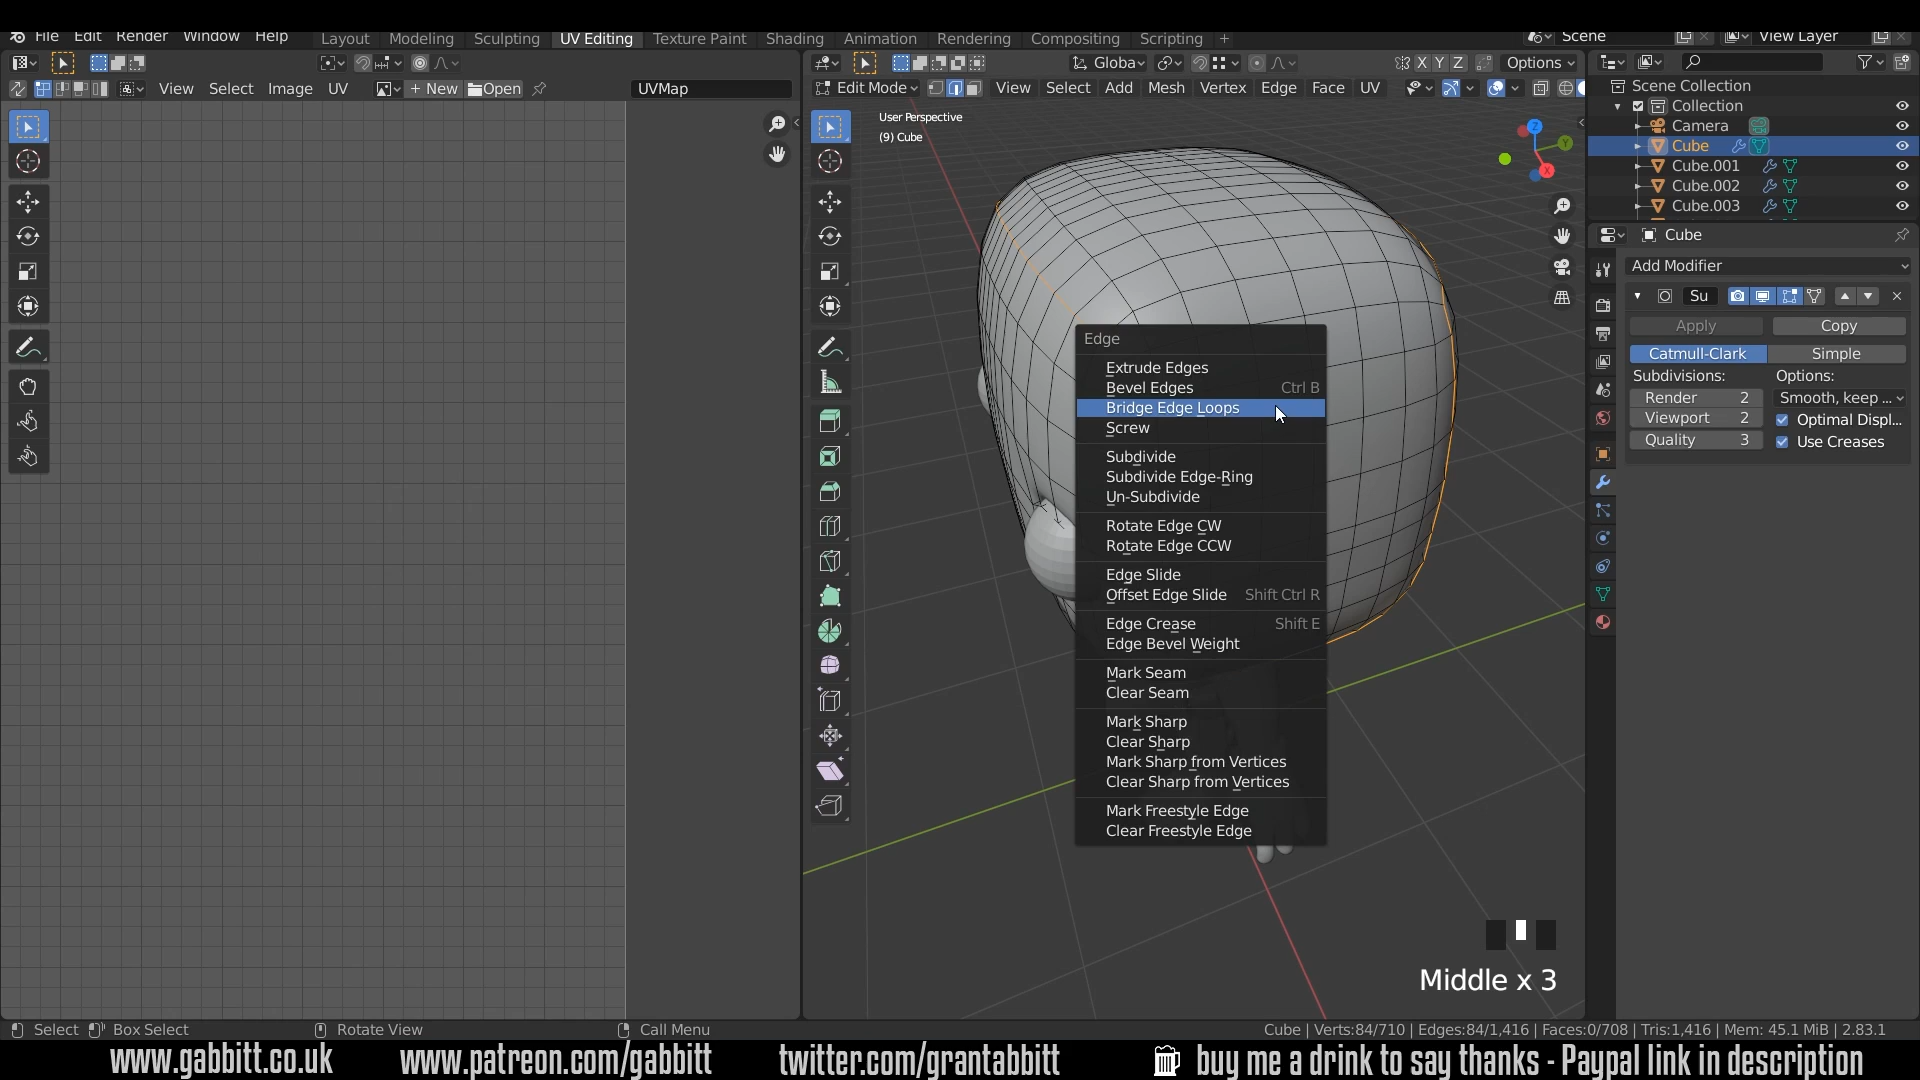 File Edit Render Window Help Layout Modeling Sculpting UV Editing Texture Paint Shading Animation Rendering Compositing Scripting + Scene View Layer
Globa X Y Z Options
View Select Image UV + New Open UVMap
Edit Mode View Select Add Mesh Vertex Edge Face UV
User Perspective
(9) Cube
Z
Y
X
Scene Collection
Collection
Camera
Cube
Cube.001
Cube.002
Cube.003
Cube
Add Modifier
Su
Apply Copy
Catmull-Clark Simple
Subdivisions: Options:
Render 2 Smooth, keep ...
Viewport 2 Optimal Displ...
Quality 3 Use Creases
Edge
Extrude Edges
Bevel Edges Ctrl B
Bridge Edge Loops
Screw
Subdivide
Subdivide Edge-Ring
Un-Subdivide
Rotate Edge CW
Rotate Edge CCW
Edge Slide
Offset Edge Slide Shift Ctrl R
Edge Crease Shift E
Edge Bevel Weight
Mark Seam
Clear Seam
Mark Sharp
Clear Sharp
Mark Sharp from Vertices
Clear Sharp from Vertices
Mark Freestyle Edge
Clear Freestyle Edge
Middle x 3
Select Box Select Rotate View Call Menu Cube | Verts:84/710 | Edges:84/1,416 | Faces:0/708 | Tris:1,416 | Mem: 45.1 MiB | 2.83.1
www.gabbitt.co.uk www.patreon.com/gabbitt twitter.com/grantabbitt buy me a drink to say thanks - Paypal link in description